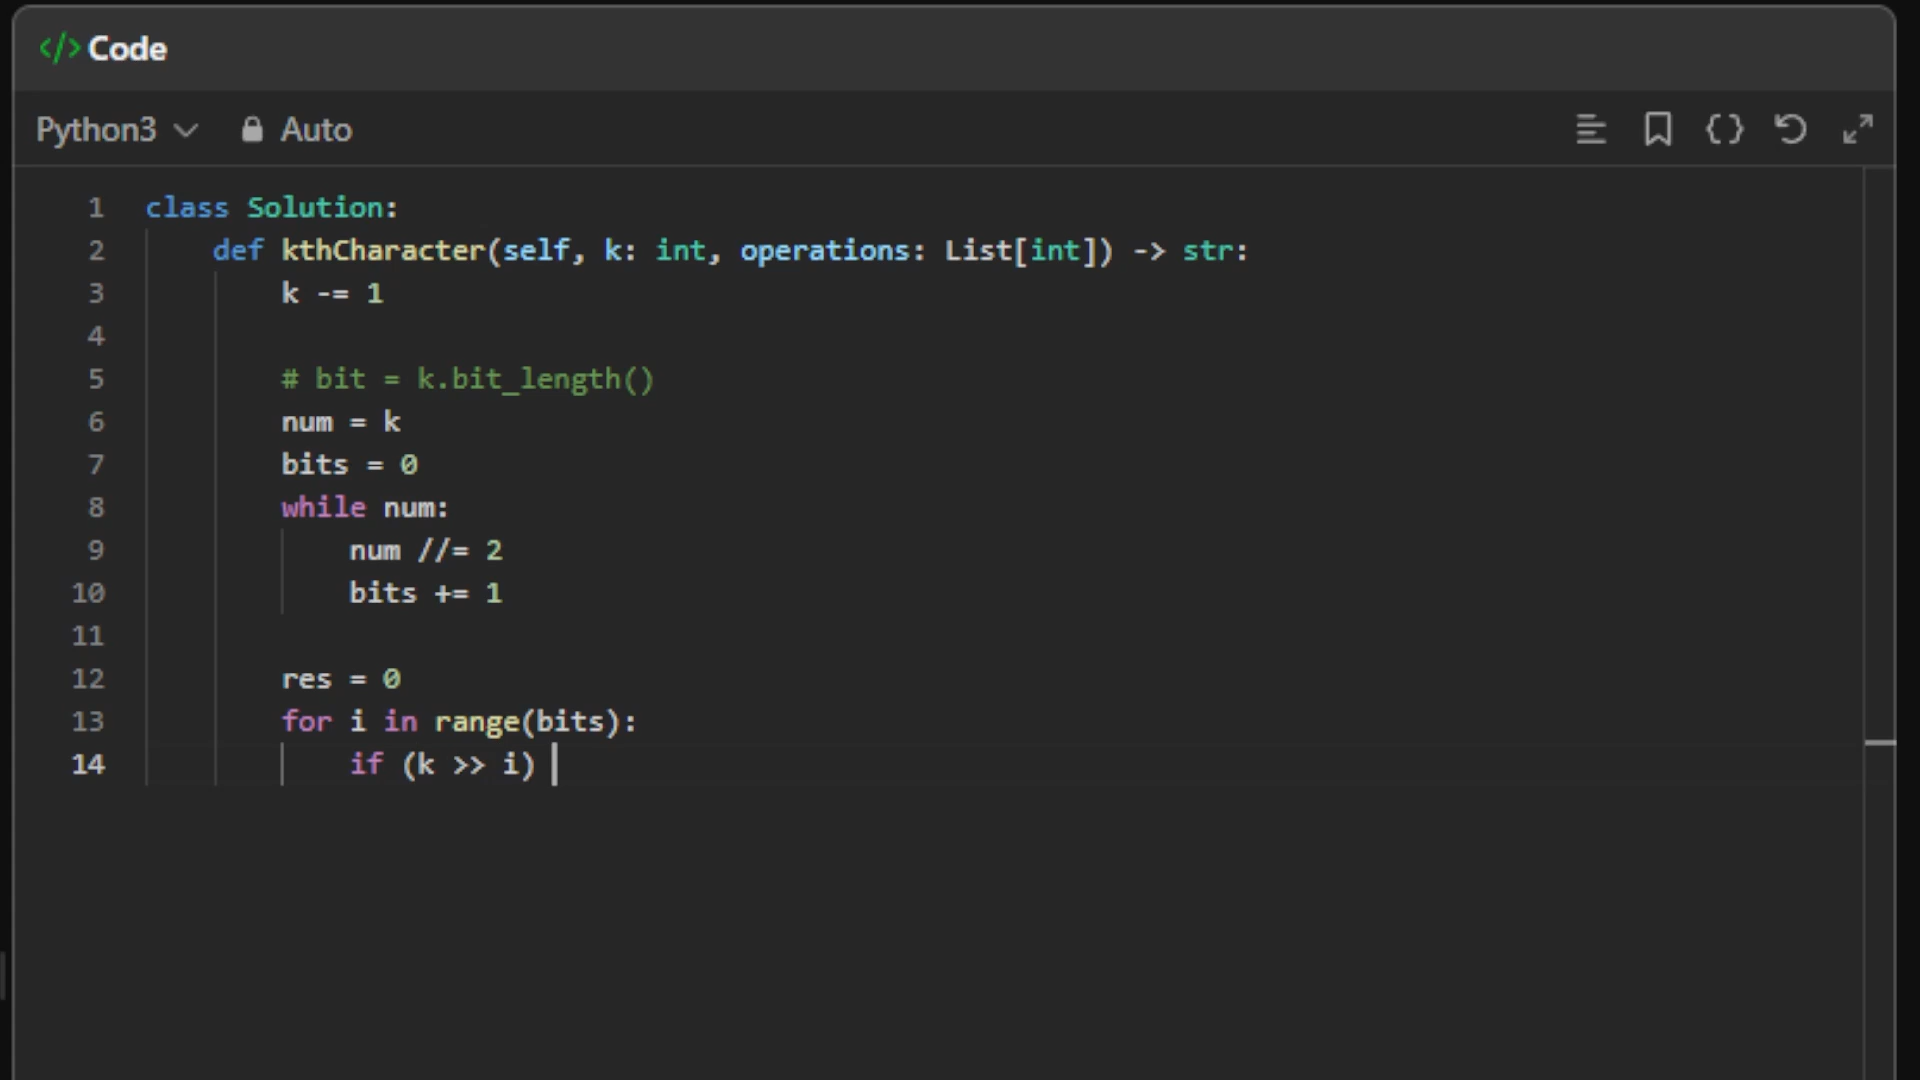 </> Code
Python3 Auto
1 class Solution:
2 def kthCharacter(self, k: int, operations: List[int]) -> str:
3 k -= 1
4
5 # bit = k.bit_length()
6 num = k
7 bits = 0
8 while num:
9 num //= 2
10 bits += 1
11
12 res = 0
13 for i in range(bits):
14 if (k >> i)